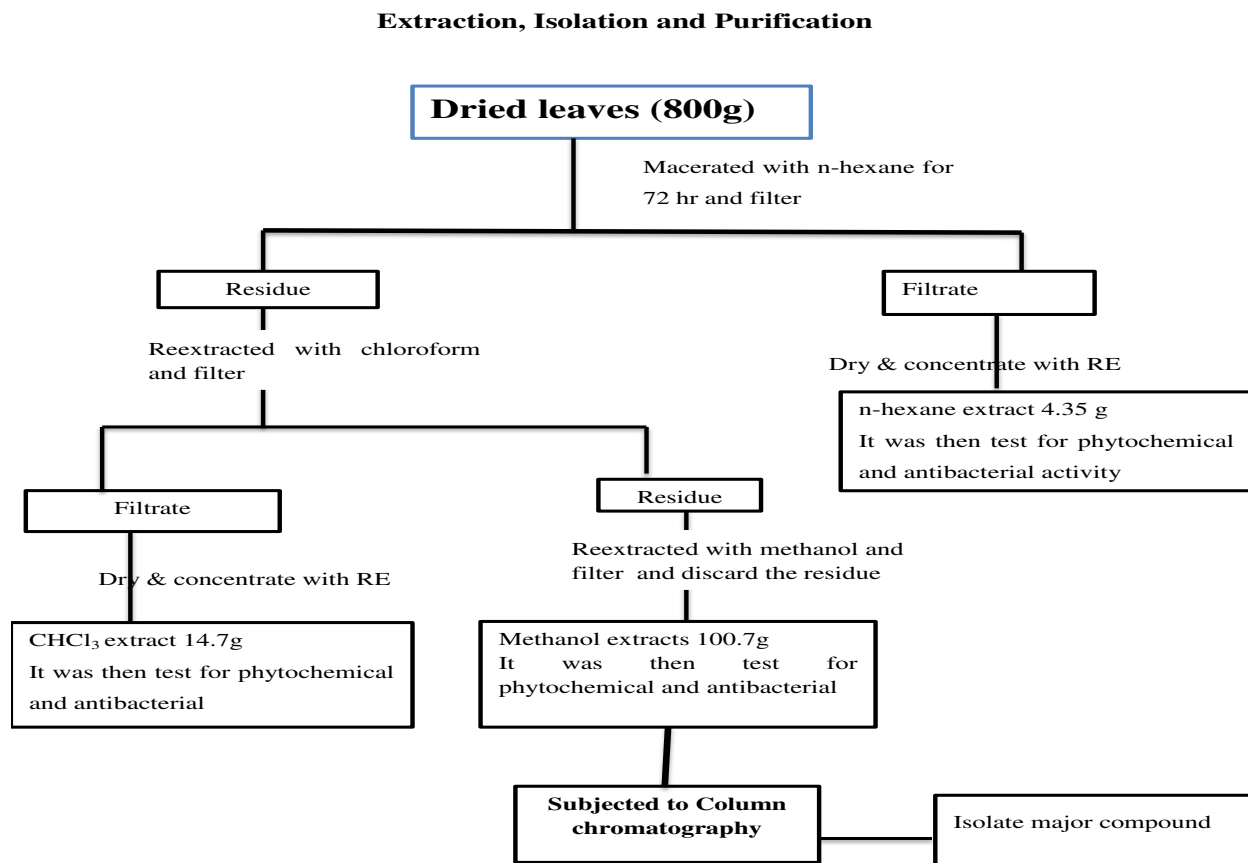 Extraction, Isolation and Purification
Dried leaves (800g)
Macerated with n-hexane for
72 hr and filter
Residue
Filtrate
Reextracted with chloroform
and filter
Dry & concentrate with RE
n-hexane extract 4.35 g
It was then test for phytochemical
and antibacterial activity
Filtrate
Residue
Dry & concentrate with RE
Reextracted with methanol and
filter and discard the residue
CHCl₃ extract 14.7g
It was then test for phytochemical
and antibacterial
Methanol extracts 100.7g
It was then test for
phytochemical and antibacterial
Subjected to Column
chromatography
Isolate major compound